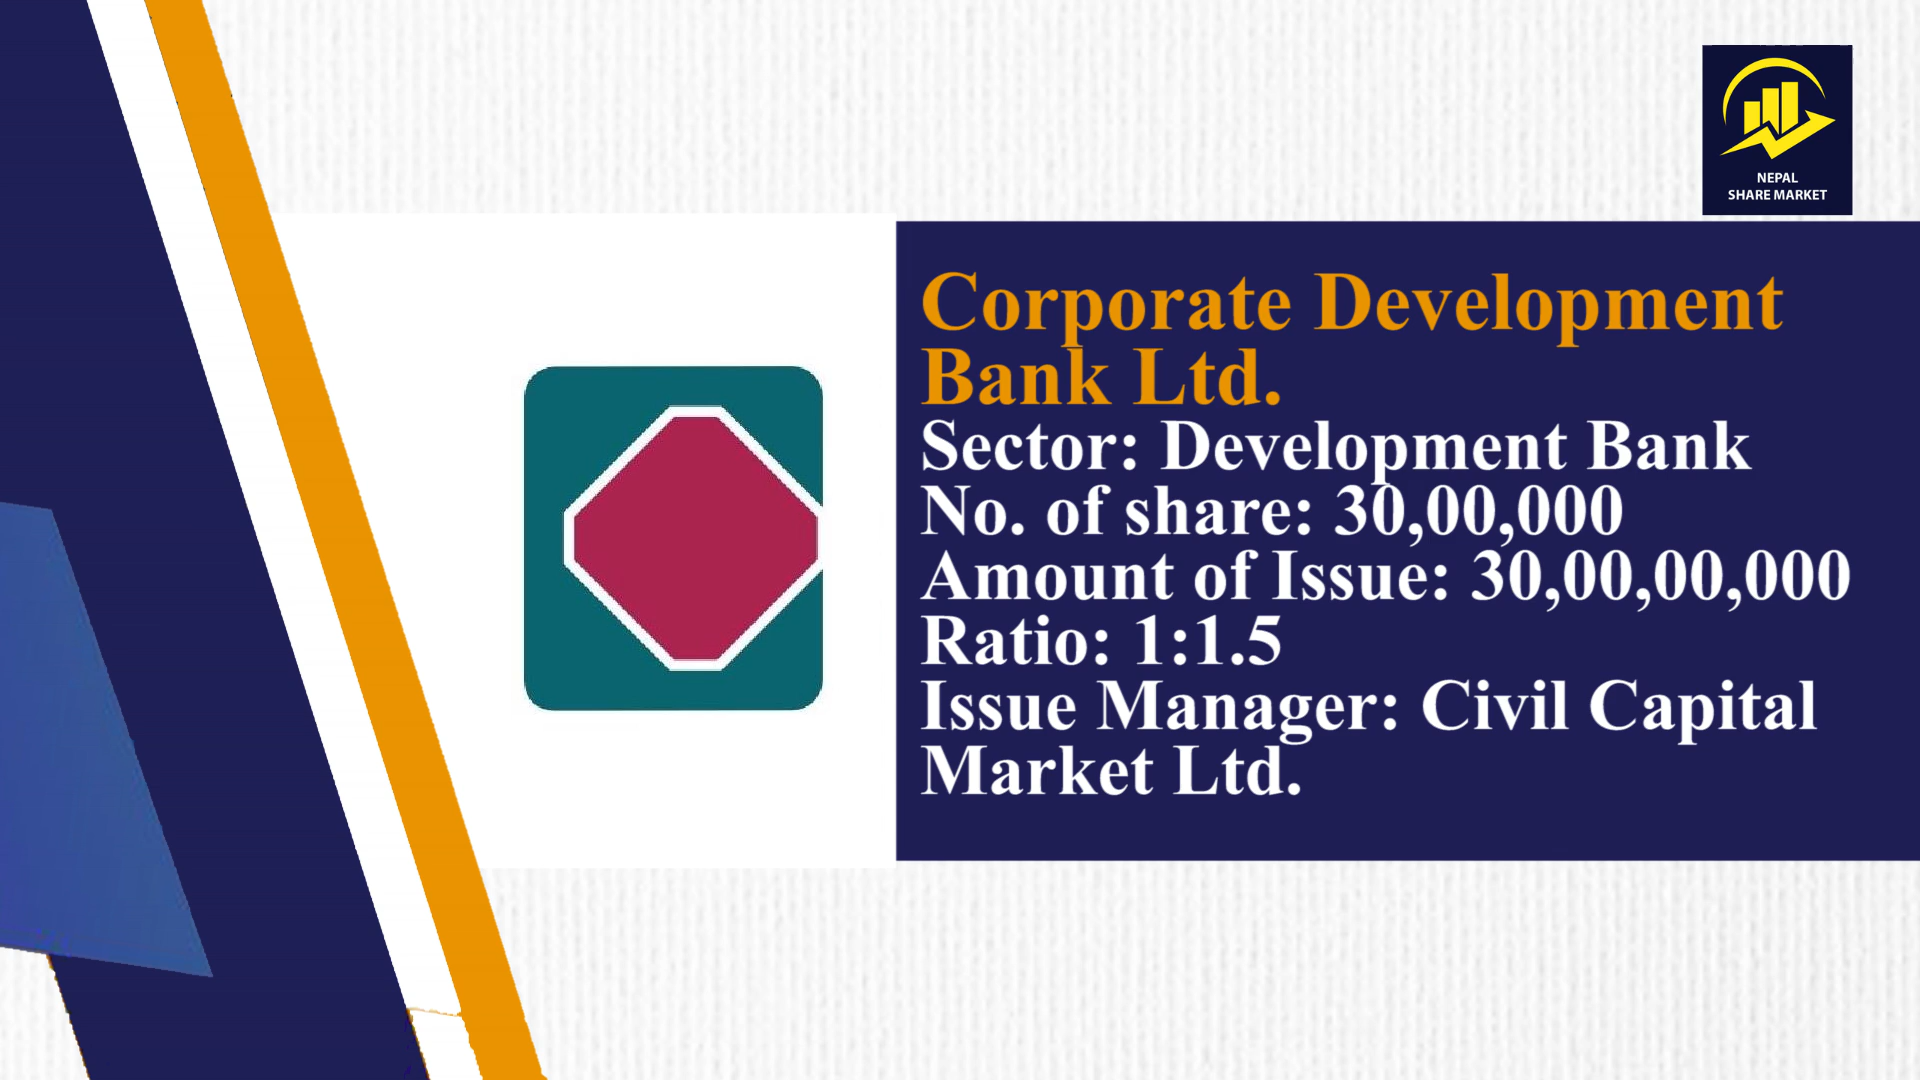 NEPAL
SHARE MARKET
Corporate Development
Bank Ltd.
Sector: Development Bank
No. of share: 30,00,000
Amount of Issue: 30,00,00,000
Ratio: 1:1.5
Issue Manager: Civil Capital
Market Ltd.